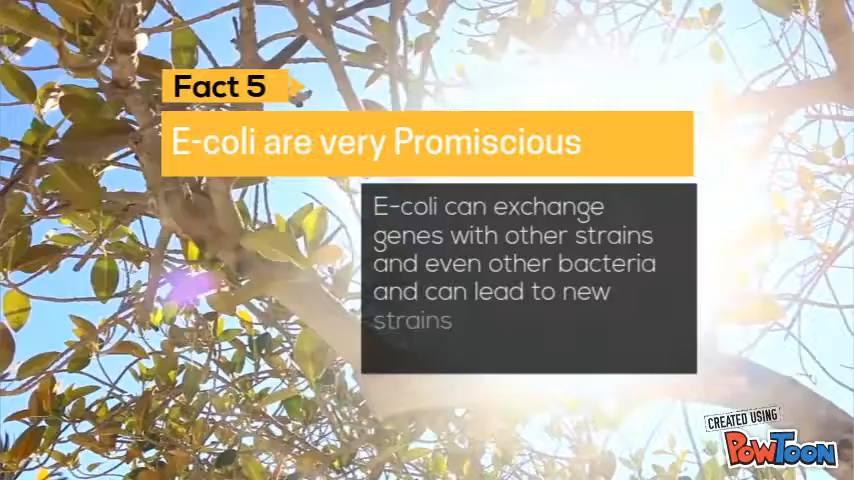 Fact 5
E-coli are very Promiscious
E-coli can exchange
genes with other strains
and even other bacteria
and can lead to new
strains
CREATED USING
POWTOON